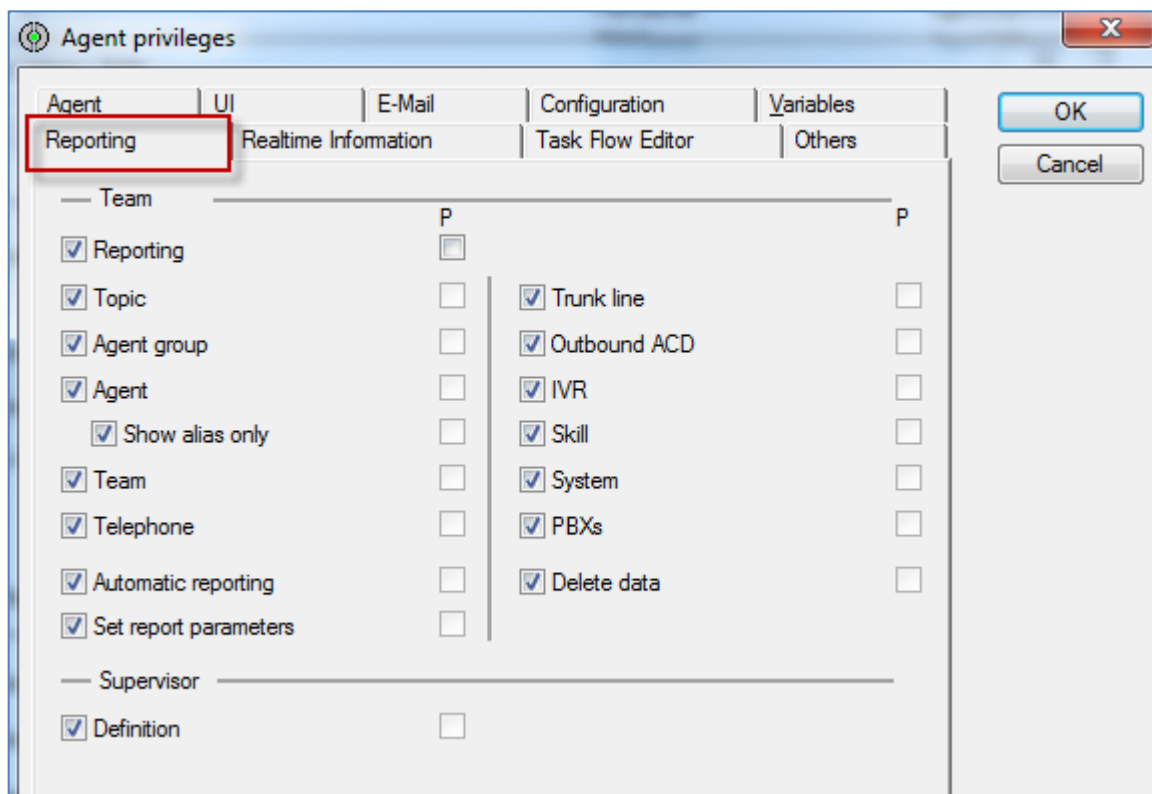 Agent privileges
Agent UI E-Mail Configuration Variables
Reporting Realtime Information Task Flow Editor Others
OK
Cancel
Team
P P
Reporting
Topic Trunk line
Agent group Outbound ACD
Agent IVR
Show alias only Skill
Team System
Telephone PBXs
Automatic reporting Delete data
Set report parameters
Supervisor
Definition